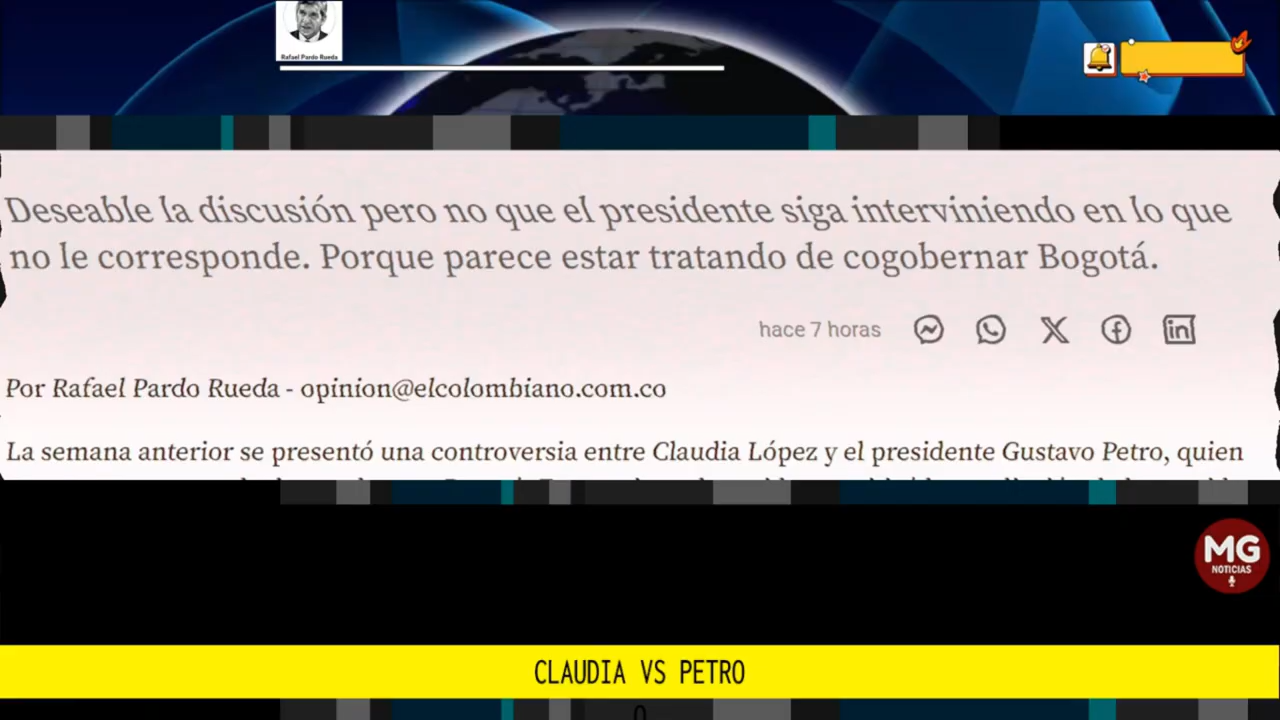 Rafael Pardo Rueda
Deseable la discusión pero no que el presidente siga interviniendo en lo que
no le corresponde. Porque parece estar tratando de cogobernar Bogotá.
hace 7 horas
Por Rafael Pardo Rueda - opinion@elcolombiano.com.co
La semana anterior se presentó una controversia entre Claudia López y el presidente Gustavo Petro, quien
MG
NOTICIAS
CLAUDIA VS PETRO